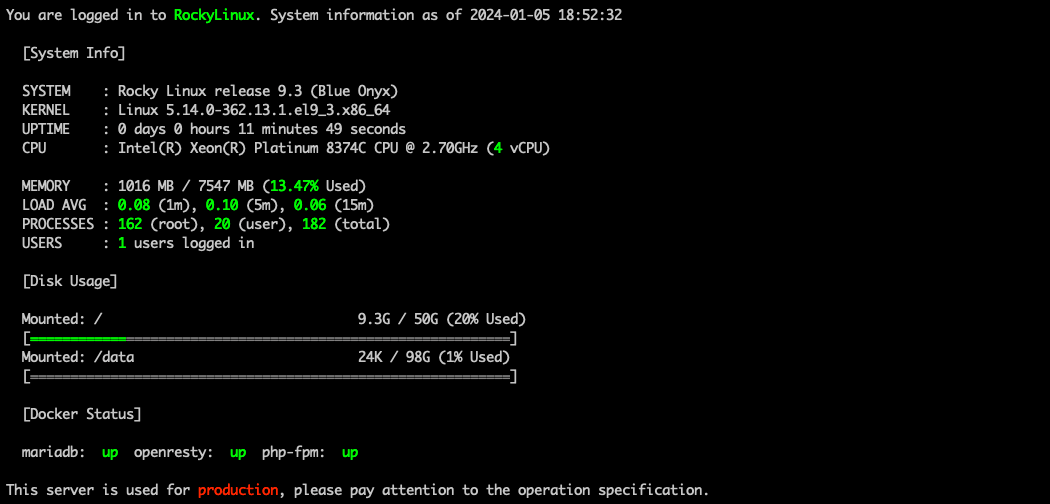 You are logged in to RockyLinux. System information as of 2024-01-05 18:52:32
[System Info]
SYSTEM    : Rocky Linux release 9.3 (Blue Onyx)
KERNEL    : Linux 5.14.0-362.13.1.el9_3.x86_64
UPTIME    : 0 days 0 hours 11 minutes 49 seconds
CPU       : Intel(R) Xeon(R) Platinum 8374C CPU @ 2.70GHz (4 vCPU)
MEMORY    : 1016 MB / 7547 MB (13.47% Used)
LOAD AVG  : 0.08 (1m), 0.10 (5m), 0.06 (15m)
PROCESSES : 162 (root), 20 (user), 182 (total)
USERS     : 1 users logged in
[Disk Usage]
Mounted: /                                9.3G / 50G (20% Used)
[============================================================]
Mounted: /data                            24K / 98G (1% Used)
[============================================================]
[Docker Status]
mariadb:  up  openresty:  up  php-fpm:  up
This server is used for production, please pay attention to the operation specification.